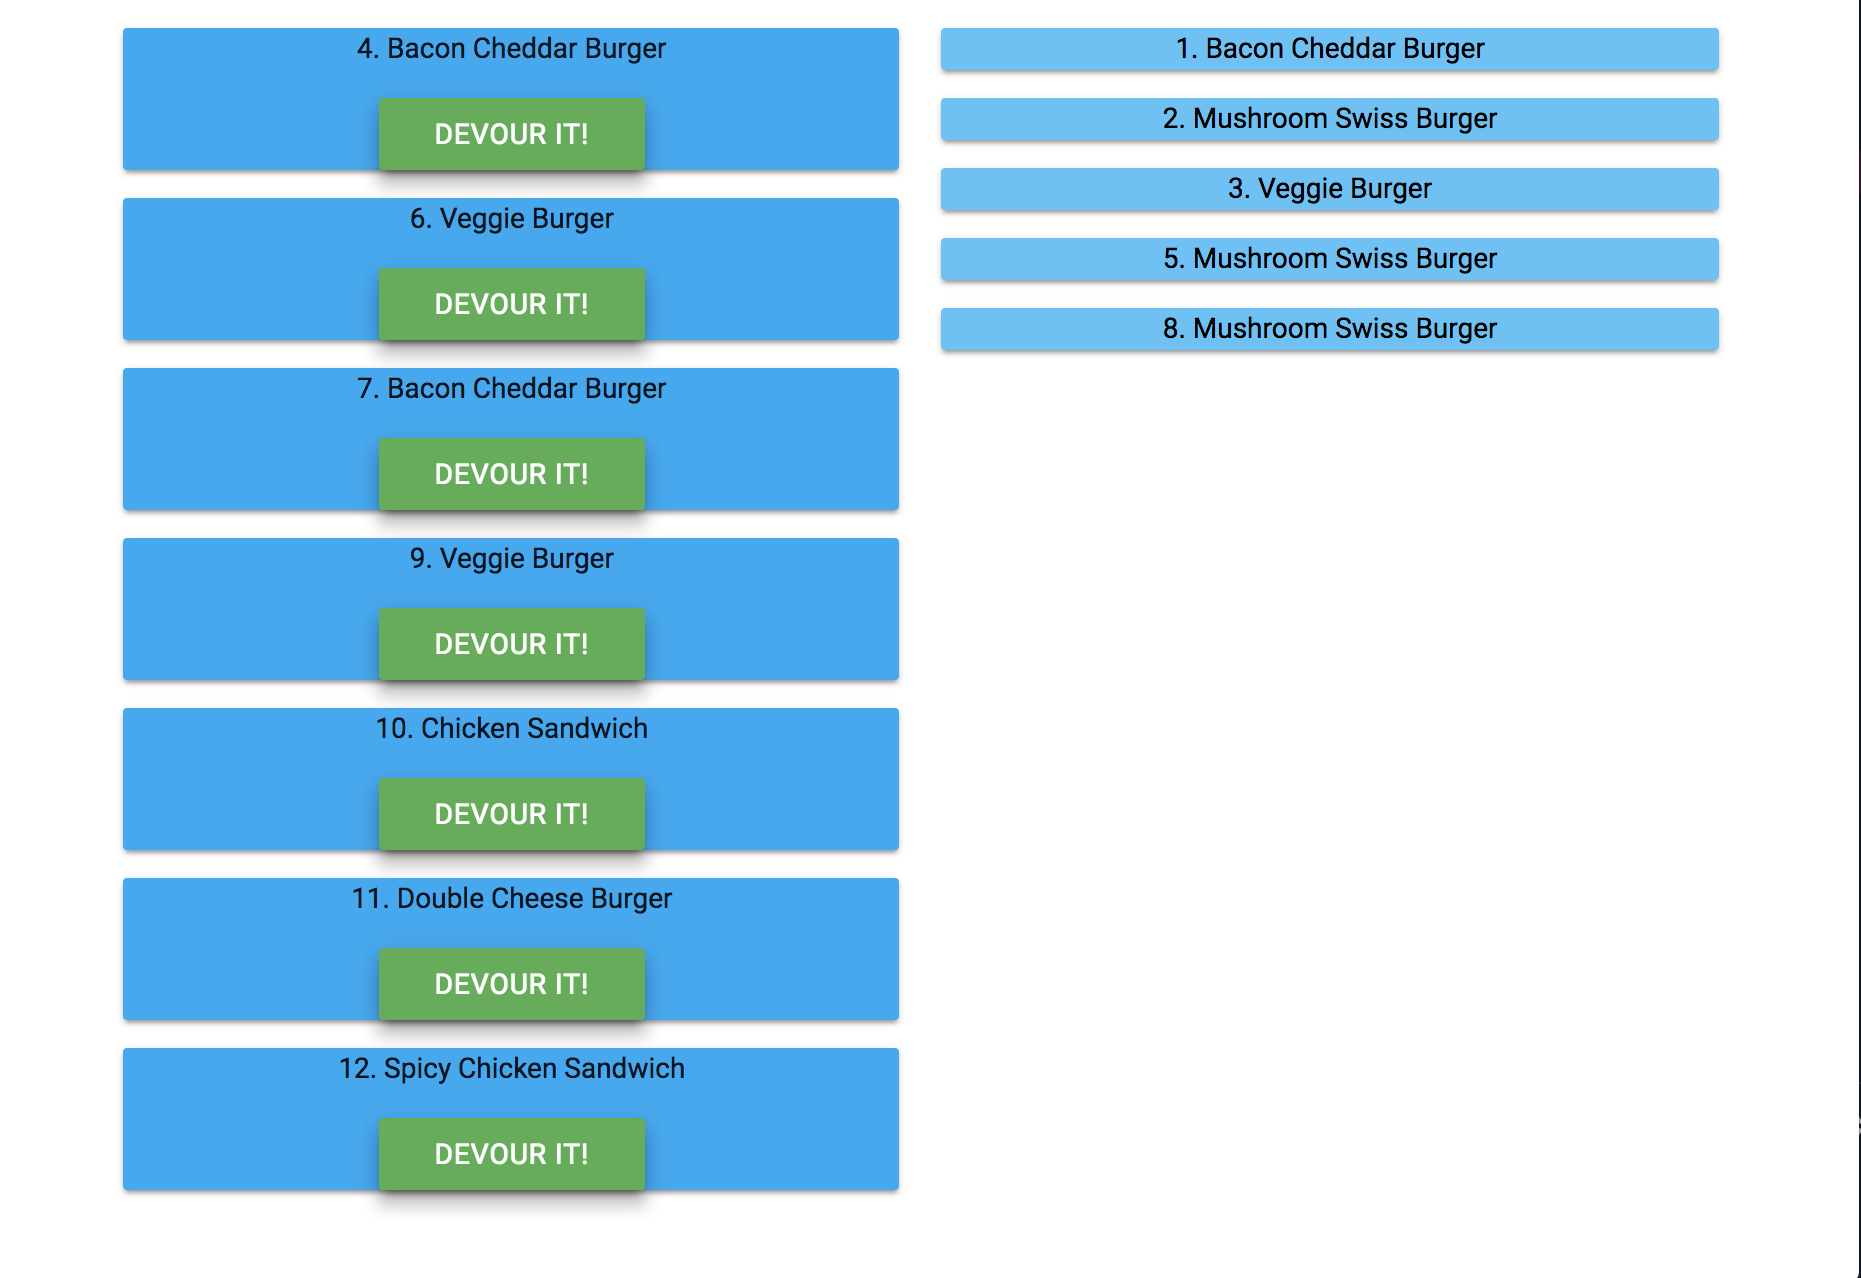 4. Bacon Cheddar Burger
DEVOUR IT!
6. Veggie Burger
DEVOUR IT!
7. Bacon Cheddar Burger
DEVOUR IT!
9. Veggie Burger
DEVOUR IT!
10. Chicken Sandwich
DEVOUR IT!
11. Double Cheese Burger
DEVOUR IT!
12. Spicy Chicken Sandwich
DEVOUR IT!
1. Bacon Cheddar Burger
2. Mushroom Swiss Burger
3. Veggie Burger
5. Mushroom Swiss Burger
8. Mushroom Swiss Burger